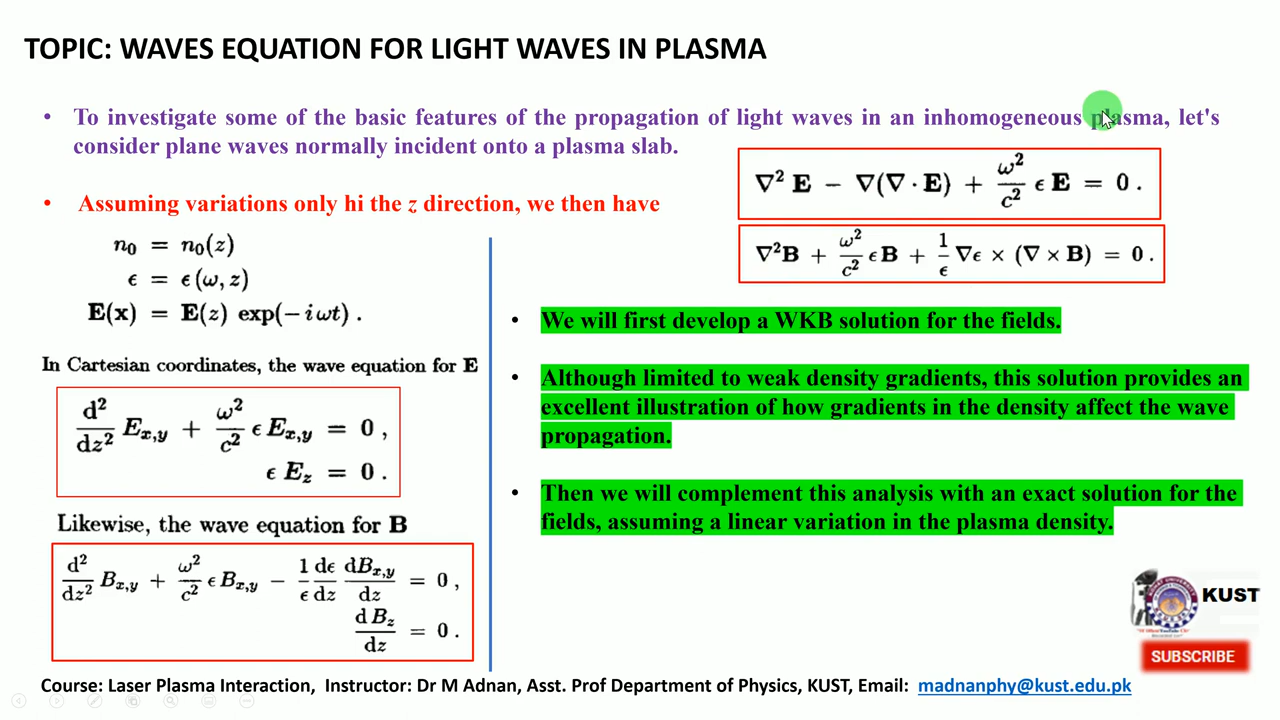 TOPIC: WAVES EQUATION FOR LIGHT WAVES IN PLASMA
• To investigate some of the basic features of the propagation of light waves in an inhomogeneous plasma, let's
consider plane waves normally incident onto a plasma slab.
∇² E − ∇(∇ · E) + ω²/c² ϵ E = 0 .
∇²B + ω²/c² ϵ B + 1/ϵ ∇ϵ × (∇ × B) = 0 .
• Assuming variations only hi the z direction, we then have
n₀ = n₀(z)
ϵ = ϵ(ω, z)
E(x) = E(z) exp(−iωt) .
In Cartesian coordinates, the wave equation for E
d²/dz² Eₓ,ᵧ + ω²/c² ϵ Eₓ,ᵧ = 0 ,
ϵ E_z = 0 .
Likewise, the wave equation for B
d²/dz² Bₓ,ᵧ + ω²/c² ϵ Bₓ,ᵧ − 1/ϵ dϵ/dz dBₓ,ᵧ/dz = 0 ,
d B_z/dz = 0 .
• We will first develop a WKB solution for the fields.
• Although limited to weak density gradients, this solution provides an
excellent illustration of how gradients in the density affect the wave
propagation.
• Then we will complement this analysis with an exact solution for the
fields, assuming a linear variation in the plasma density.
KUST
SUBSCRIBE
Course: Laser Plasma Interaction, Instructor: Dr M Adnan, Asst. Prof Department of Physics, KUST, Email: madnanphy@kust.edu.pk